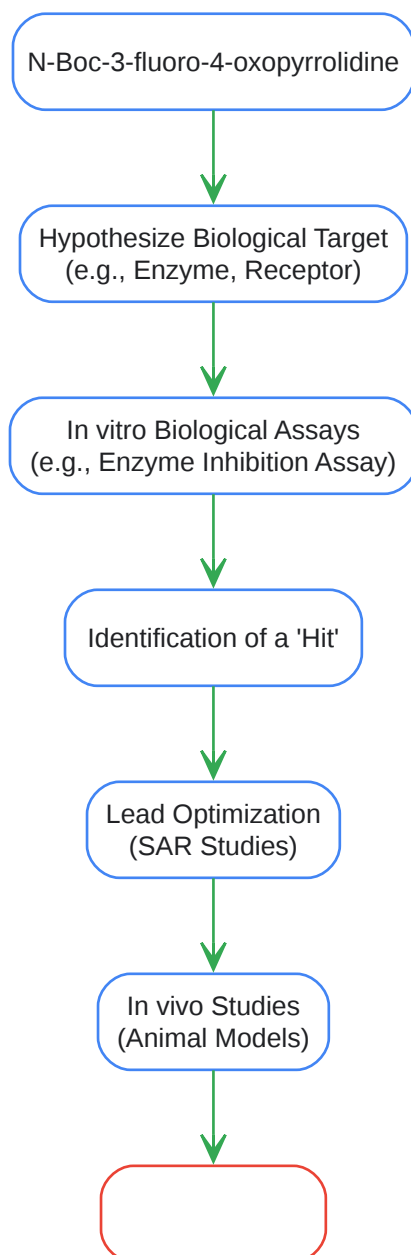 N-Boc-3-fluoro-4-oxopyrrolidine
Hypothesize Biological Target
(e.g., Enzyme, Receptor)
In vitro Biological Assays
(e.g., Enzyme Inhibition Assay)
Identification of a 'Hit'
Lead Optimization
(SAR Studies)
In vivo Studies
(Animal Models)